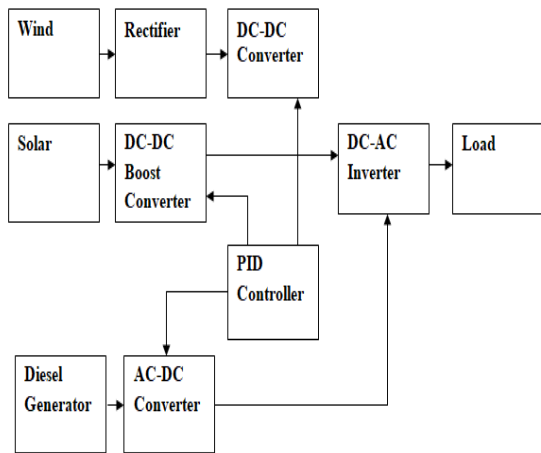 Wind
Rectifier
DC-DC
Converter
Solar
DC-DC
Boost
Converter
DC-AC
Inverter
Load
PID
Controller
Diesel
Generator
AC-DC
Converter